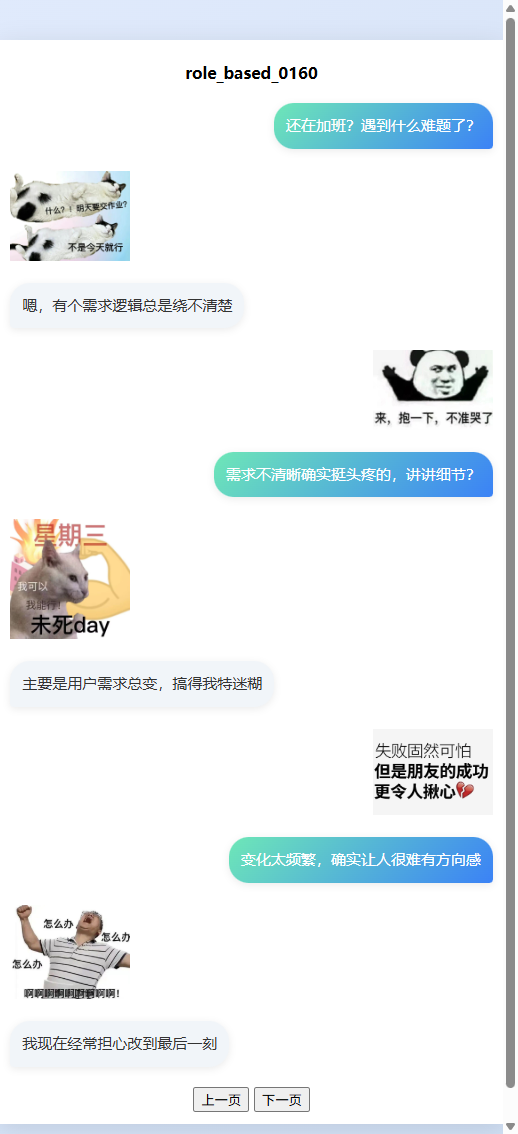 role_based_0160
还在加班？遇到什么难题了？
什么？！明天要交作业？
不是今天就行
嗯，有个需求逻辑总是绕不清楚
来，抱一下，不准哭了
需求不清晰确实挺头疼的，讲讲细节？
星期三
我可以
我能行！
未死day
主要是用户需求总变，搞得我特迷糊
失败固然可怕
但是朋友的成功
更令人揪心💔
变化太频繁，确实让人很难有方向感
怎么办
怎么办
怎么办
啊啊啊啊啊啊啊啊啊！
我现在经常担心改到最后一刻
上一页 下一页